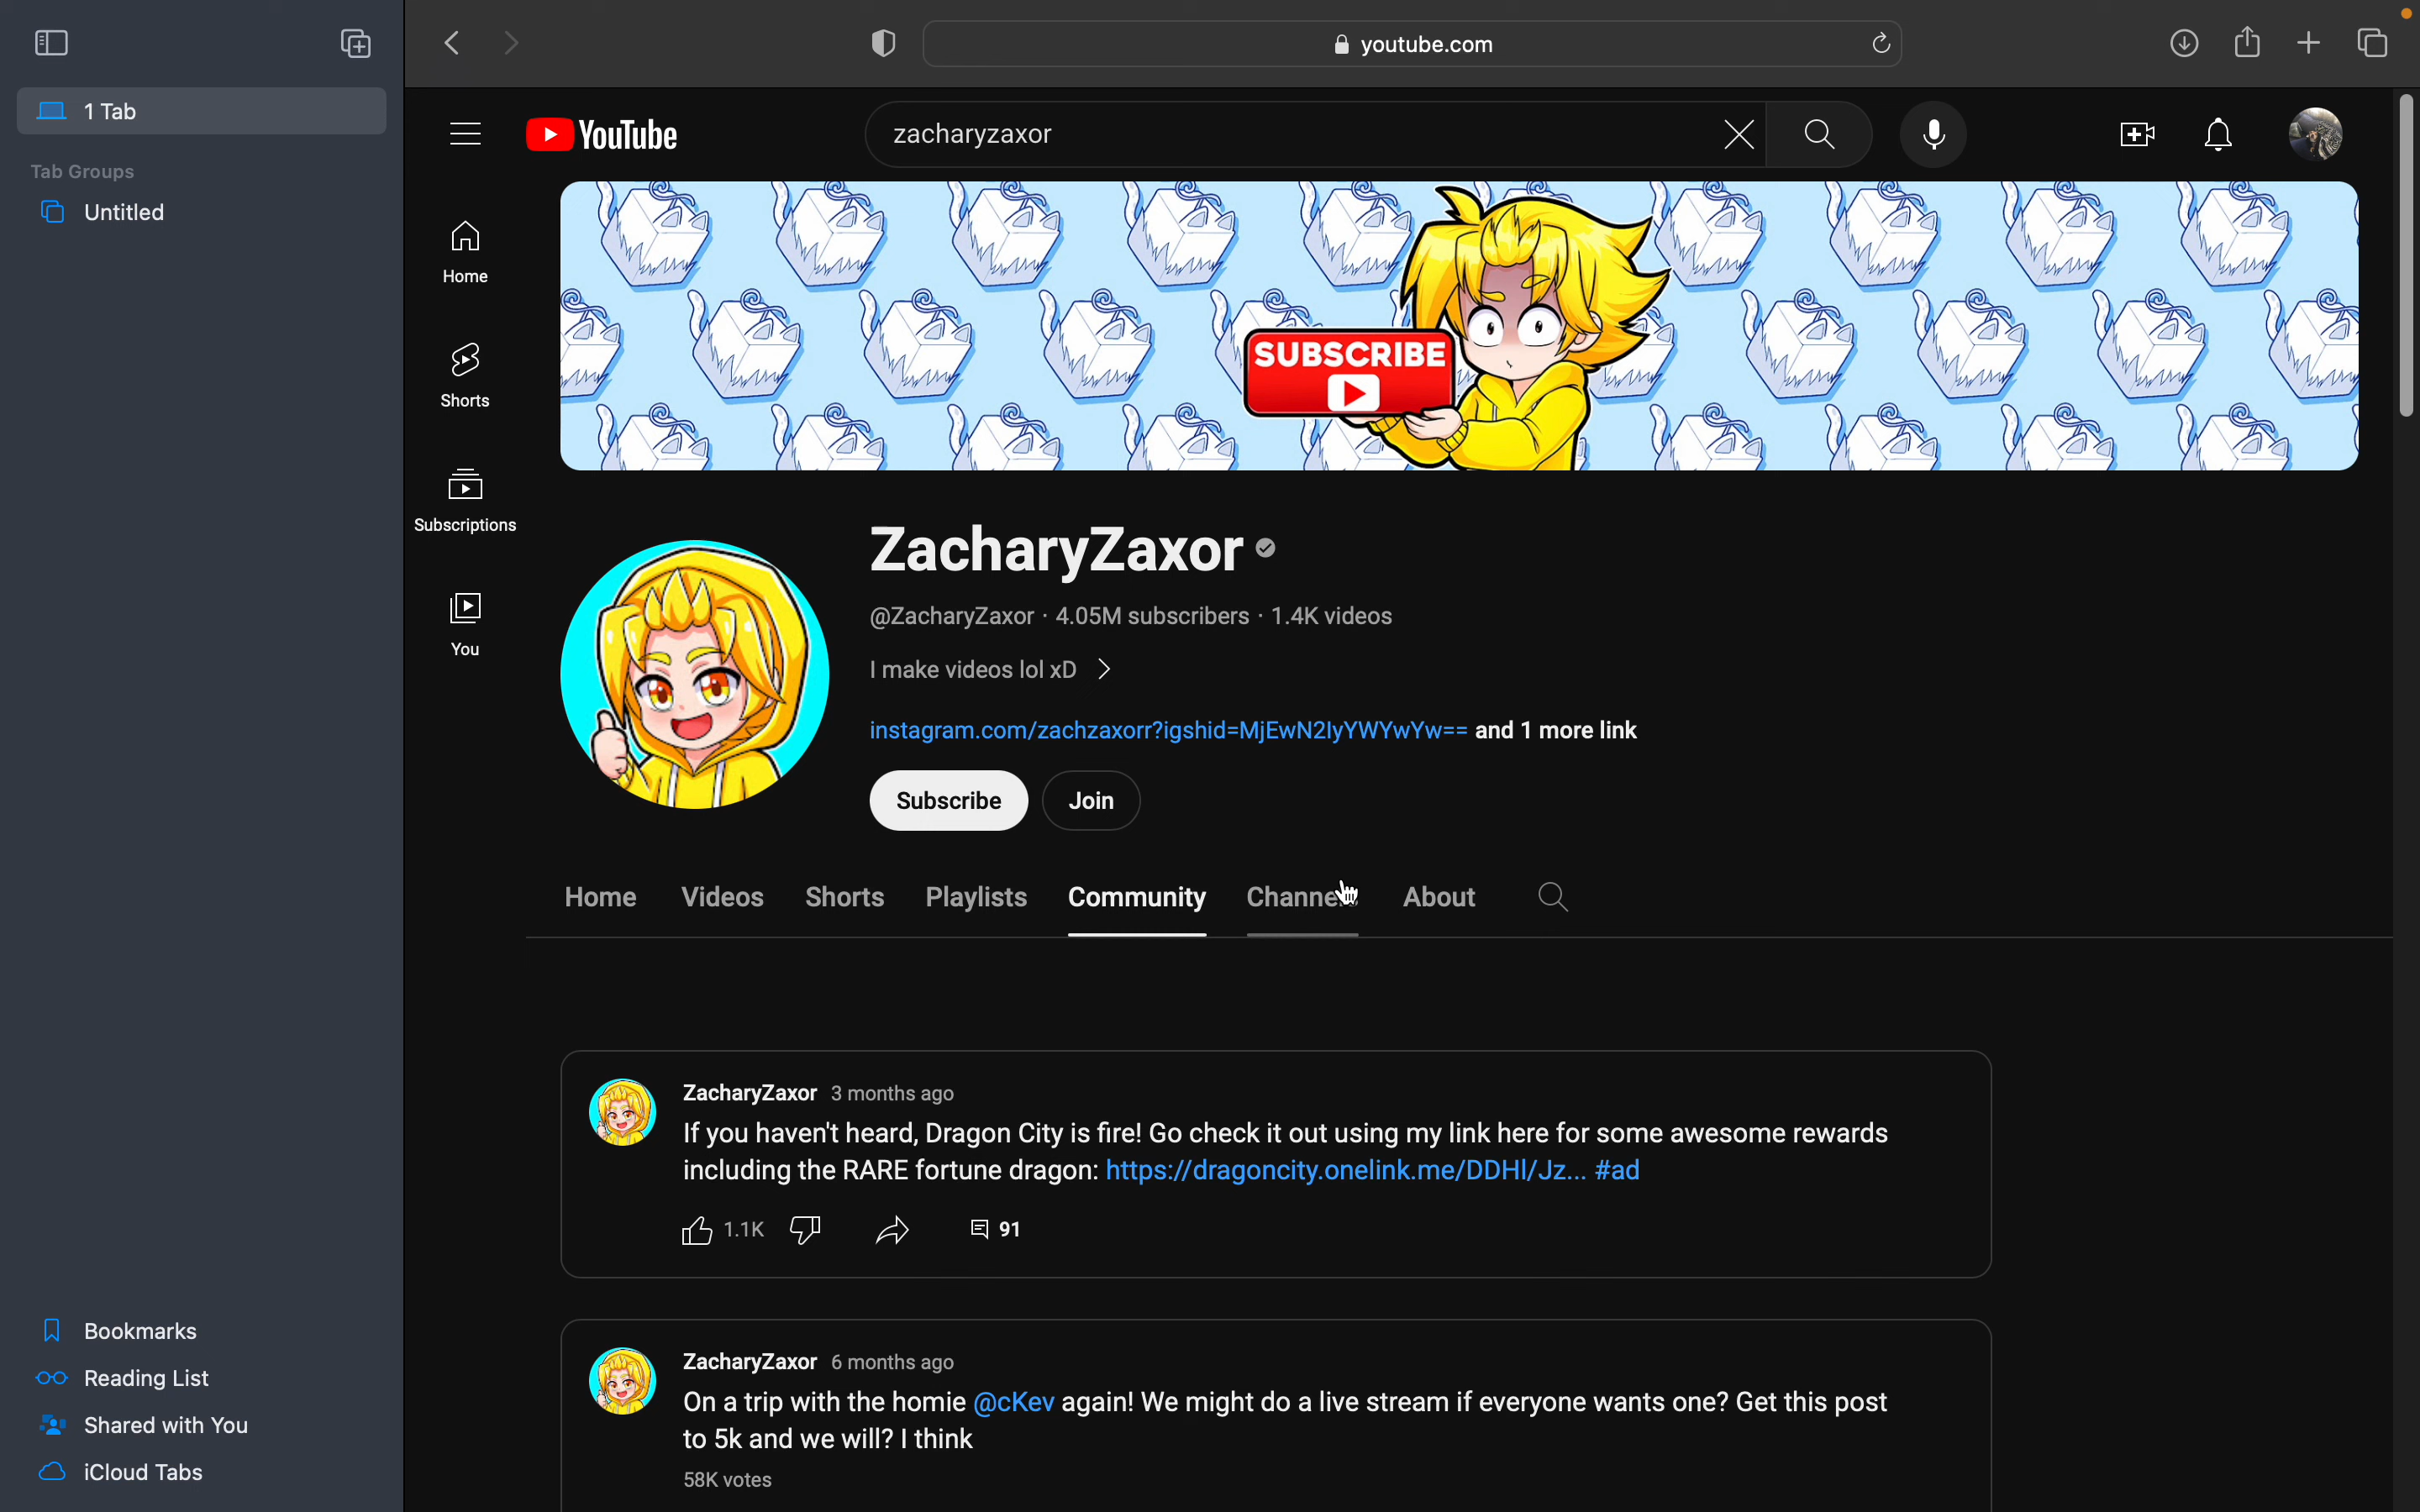 youtube.com
1 Tab
Tab Groups
Untitled
YouTube
zacharyzaxor
Home
Shorts
Subscriptions
You
SUBSCRIBE
ZacharyZaxor
@ZacharyZaxor · 4.05M subscribers · 1.4K videos
I make videos lol xD
instagram.com/zachzaxorr?igshid=MjEwN2IyYWYwYw== and 1 more link
Subscribe Join
Home Videos Shorts Playlists Community Channels About
ZacharyZaxor 3 months ago
If you haven't heard, Dragon City is fire! Go check it out using my link here for some awesome rewards
including the RARE fortune dragon: https://dragoncity.onelink.me/DDHl/Jz... #ad
1.1K 91
ZacharyZaxor 6 months ago
On a trip with the homie @cKev again! We might do a live stream if everyone wants one? Get this post
to 5k and we will? I think
58K votes
Bookmarks
Reading List
Shared with You
iCloud Tabs